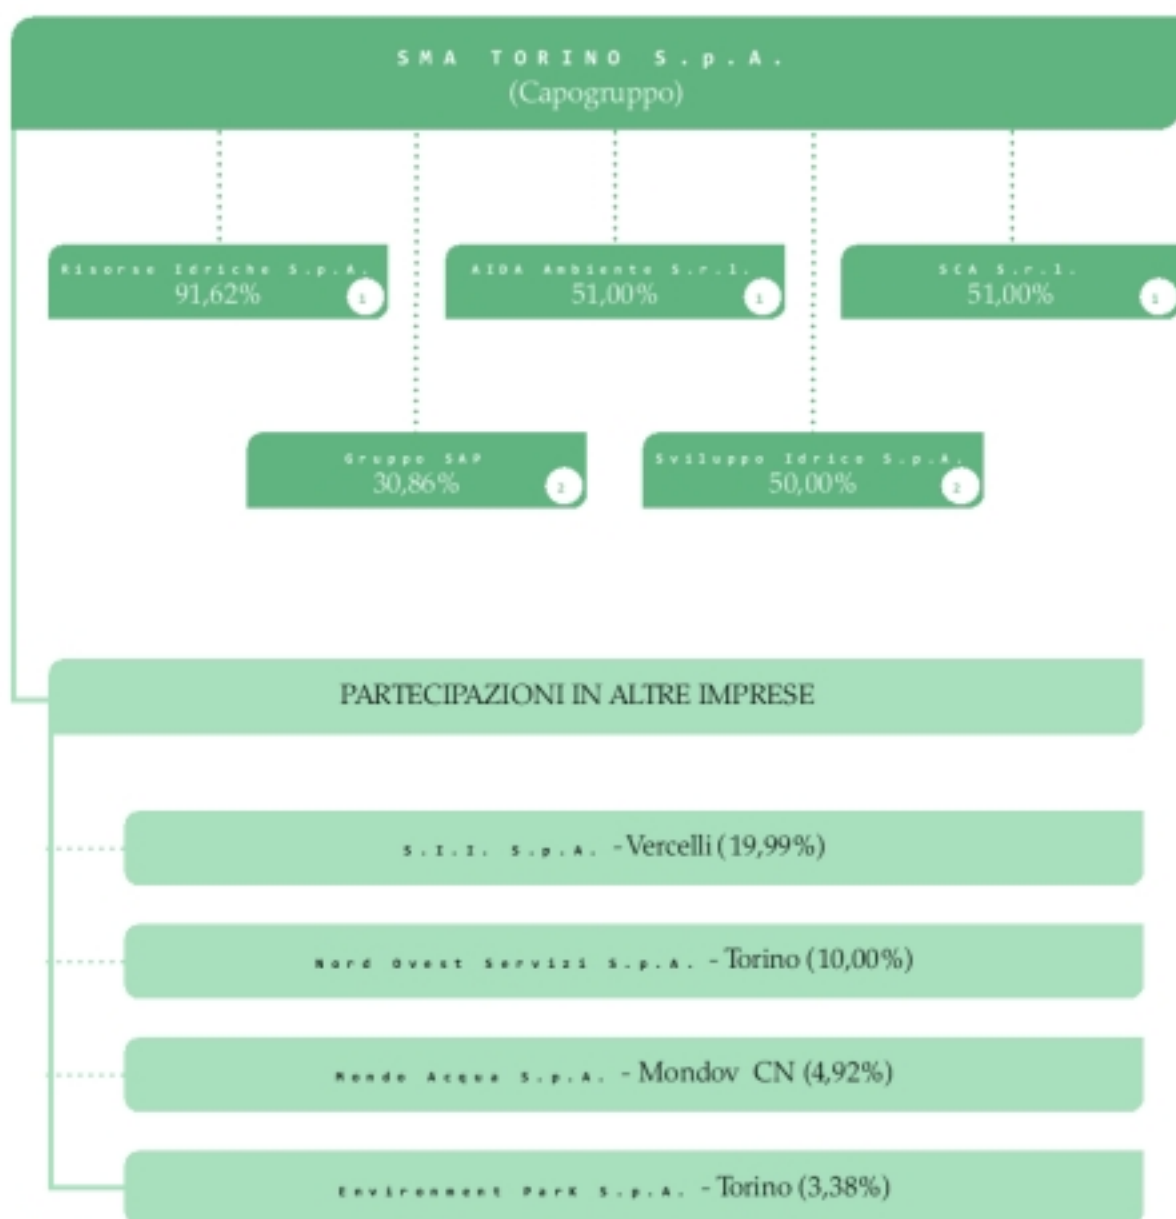 SMA TORINO S.p.A.
(Capogruppo)
Risorse Idriche S.p.A.
91,62%
1
AIDA Ambiente S.r.l.
51,00%
1
SCA S.r.l.
51,00%
1
Gruppo SAP
30,86%
2
Sviluppo Idrico S.p.A.
50,00%
2
PARTECIPAZIONI IN ALTRE IMPRESE
S.I.I. S.p.A. - Vercelli (19,99%)
Nord Ovest Servizi S.p.A. - Torino (10,00%)
Mondo Acqua S.p.A. - Mondov CN (4,92%)
Environment ParK S.p.A. - Torino (3,38%)